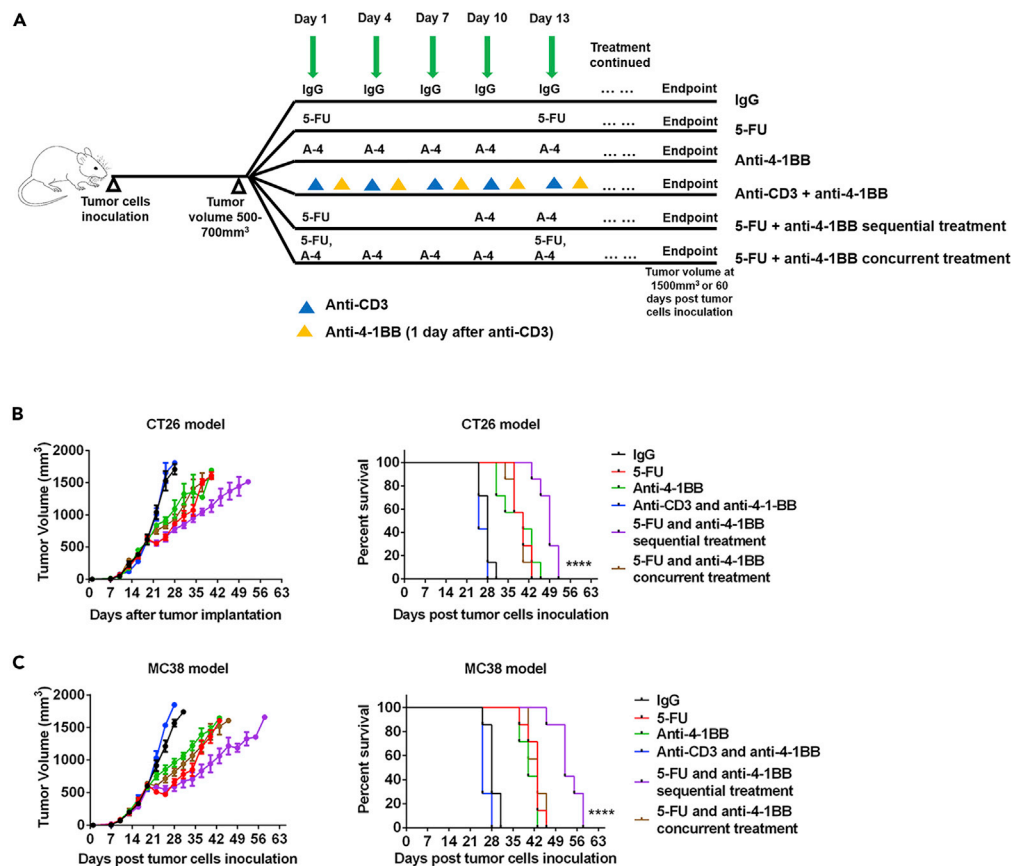 A
Day 1 Day 4 Day 7 Day 10 Day 13
Treatment
continued
IgG IgG IgG IgG IgG ... ... Endpoint
IgG
5-FU 5-FU ... ... Endpoint
5-FU
A-4 A-4 A-4 A-4 A-4 ... ... Endpoint
Anti-4-1BB
... ... Endpoint
Anti-CD3 + anti-4-1BB
Tumor cells
inoculation
Tumor
volume 500-
700mm³
5-FU A-4 A-4 ... ... Endpoint
5-FU + anti-4-1BB sequential treatment
5-FU, 5-FU,
A-4 A-4 A-4 A-4 A-4 ... ... Endpoint
5-FU + anti-4-1BB concurrent treatment
Tumor volume at
1500mm³ or 60
days post tumor
cells inoculation
Anti-CD3
Anti-4-1BB (1 day after anti-CD3)
B
CT26 model
Tumor Volume (mm³)
2000
1500
1000
500
0
0 7 14 21 28 35 42 49 56 63
Days after tumor implantation
CT26 model
Percent survival
100
80
60
40
20
0
0 7 14 21 28 35 42 49 56 63
Days post tumor cells inoculation
****
IgG
5-FU
Anti-4-1BB
Anti-CD3 and anti-4-1-BB
5-FU and anti-4-1BB
sequential treatment
5-FU and anti-4-1BB
concurrent treatment
C
MC38 model
Tumor Volume (mm³)
2000
1500
1000
500
0
0 7 14 21 28 35 42 49 56 63
Days post tumor cells inoculation
MC38 model
Percent survival
100
80
60
40
20
0
0 7 14 21 28 35 42 49 56 63
Days post tumor cells inoculation
****
IgG
5-FU
Anti-4-1BB
Anti-CD3 and anti-4-1BB
5-FU and anti-4-1BB
sequential treatment
5-FU and anti-4-1BB
concurrent treatment